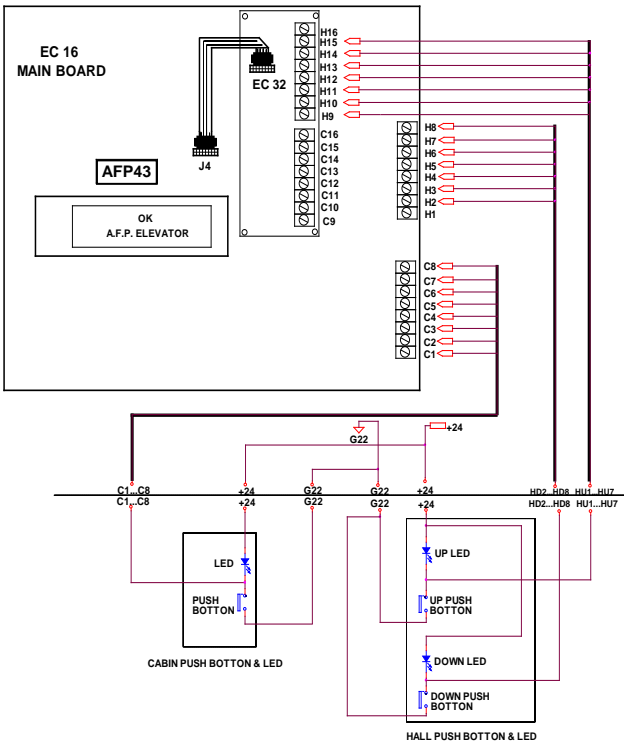 EC 16
MAIN BOARD
EC 32
J4
AFP43
OK
A.F.P. ELEVATOR
H16
H15
H14
H13
H12
H11
H10
H9
C16
C15
C14
C13
C12
C11
C10
C9
H8
H7
H6
H5
H4
H3
H2
H1
C8
C7
C6
C5
C4
C3
C2
C1
G22
+24
C1...C8 +24 G22 G22 +24 HD2...HD8 HU1...HU7
C1...C8 +24 G22 G22 +24 HD2...HD8 HU1...HU7
LED
PUSH
BOTTON
CABIN PUSH BOTTON & LED
UP LED
UP PUSH
BOTTON
DOWN LED
DOWN PUSH
BOTTON
HALL PUSH BOTTON & LED